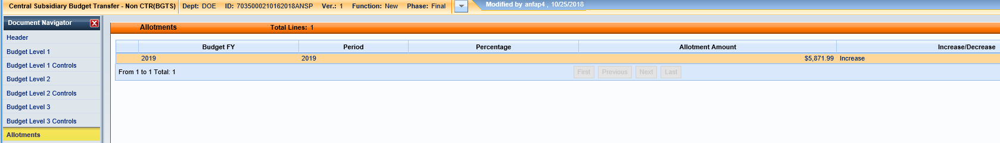 Central Subsidiary Budget Transfer - Non CTR(BGTS) Dept: DOE ID: 7035000210162018ANSP Ver.: 1 Function: New Phase: Final Modified by anfap4 , 10/25/2018
Document Navigator
Header
Budget Level 1
Budget Level 1 Controls
Budget Level 2
Budget Level 2 Controls
Budget Level 3
Budget Level 3 Controls
Allotments
Allotments Total Lines: 1
Budget FY Period Percentage Allotment Amount Increase/Decrease
2019 2019 $5,871.99 Increase
From 1 to 1 Total: 1 First Previous Next Last